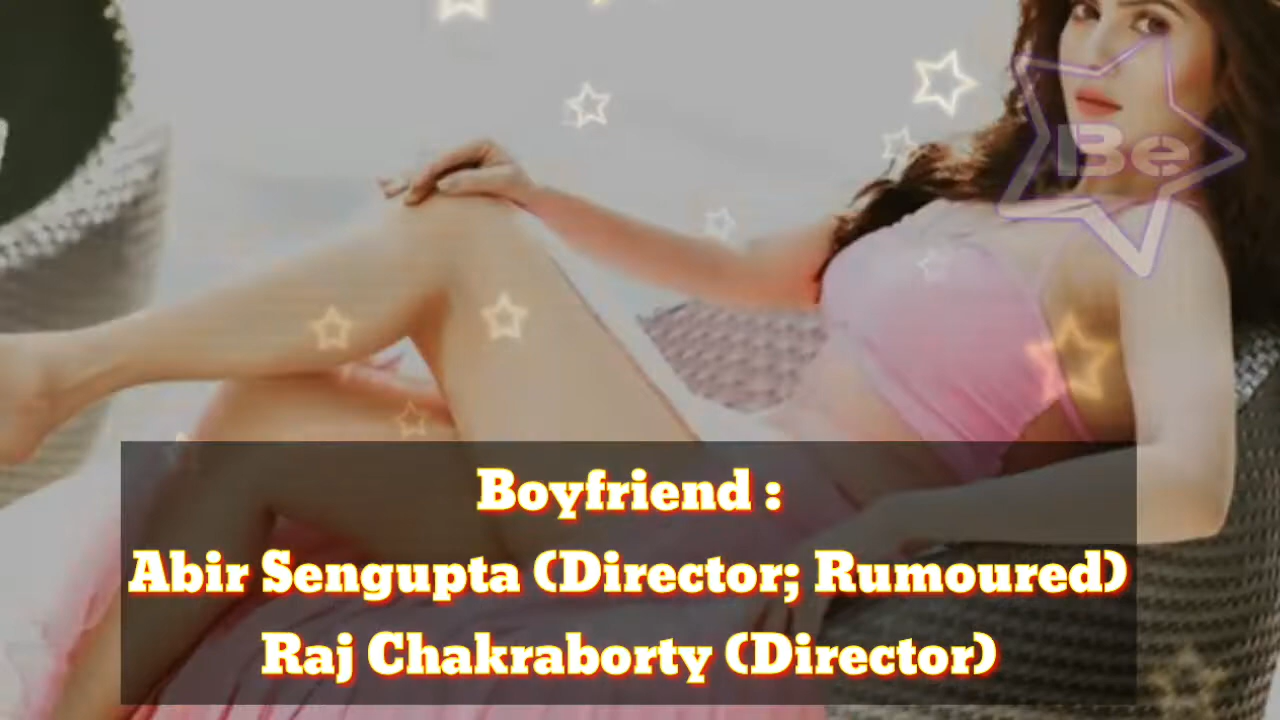 Be
Boyfriend :
Abir Sengupta (Director; Rumoured)
Raj Chakraborty (Director)